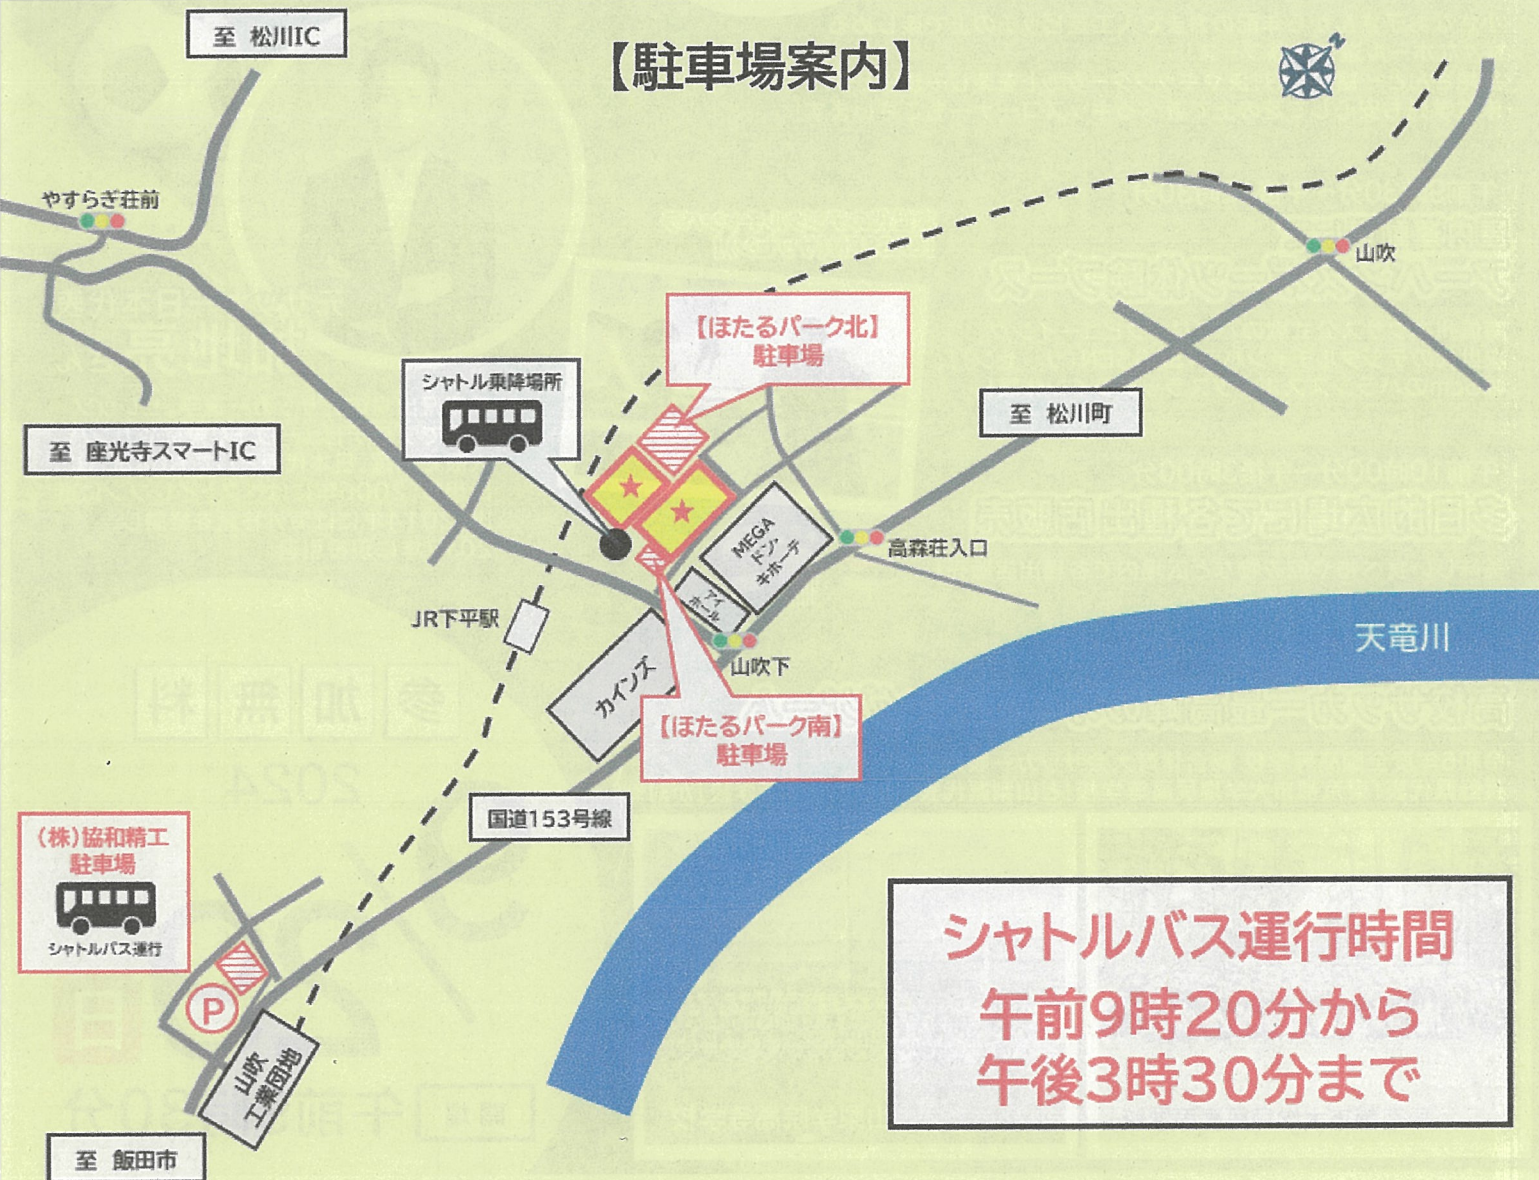 至 松川IC
【駐車場案内】
N
やすらぎ荘前
山吹
【ほたるパーク北】
駐車場
シャトル乗降場所
至 松川町
至 座光寺スマートIC
MEGA
ドン・
キホーテ
高森荘入口
アイ
ホール
JR下平駅
天竜川
山吹下
カインズ
【ほたるパーク南】
駐車場
国道153号線
(株)協和精工
駐車場
シャトルバス運行
P
山吹
工業団地
至 飯田市
シャトルバス運行時間
午前9時20分から
午後3時30分まで